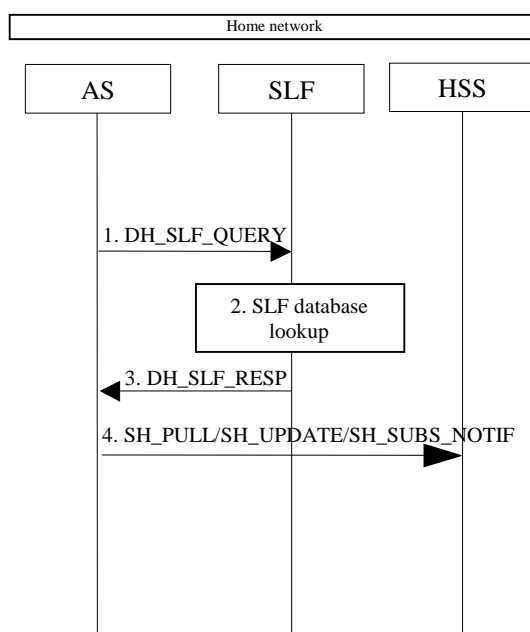 Home network
AS
SLF
HSS
1. DH_SLF_QUERY
2. SLF database
lookup
3. DH_SLF_RESP
4. SH_PULL/SH_UPDATE/SH_SUBS_NOTIF